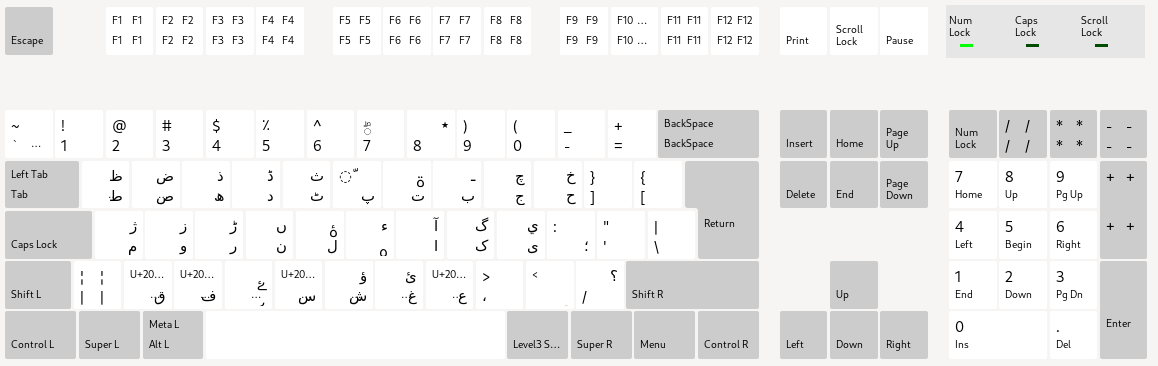 F1 F1 F2 F2 F3 F3 F4 F4 F5 F5 F6 F6 F7 F7 F8 F8 F9 F9 F10 ... F11 F11 F12 F12
Escape F1 F1 F2 F2 F3 F3 F4 F4 F5 F5 F6 F6 F7 F7 F8 F8 F9 F9 F10 ... F11 F11 F12 F12
Print Scroll Lock Pause
Num Lock Caps Lock Scroll Lock
~ ! @ # $ ٪ ^ ٭ ) ( _ + BackSpace
` ... 1 2 3 4 5 6 7 8 9 0 - = BackSpace
Insert Home Page Up
Num Lock / / * * - -
/ / * * - -
Left Tab ظ ض ذ ڈ ث ّ ۃ ـ چ خ } {
Tab ط ص ھ د ٹ پ ت ب ج ح ] [
Return
Delete End Page Down
7 8 9 + +
Home Up Pg Up
ژ ز ڑ ں ۂ ء آ گ ي : " |
Caps Lock م و ر ن ل ہ ا ک ی ؛ ' \
4 5 6 + +
Left Begin Right
¦ ¦ U+20... U+20... ۓ U+20... ؤ ئ U+20... > < ؟
Shift L | | ق ف ے ... س ش غ ع ، ۔ / Shift R
Up
1 2 3
End Down Pg Dn
Enter
Meta L
Control L Super L Alt L Level3 S... Super R Menu Control R
Left Down Right
0 .
Ins Del